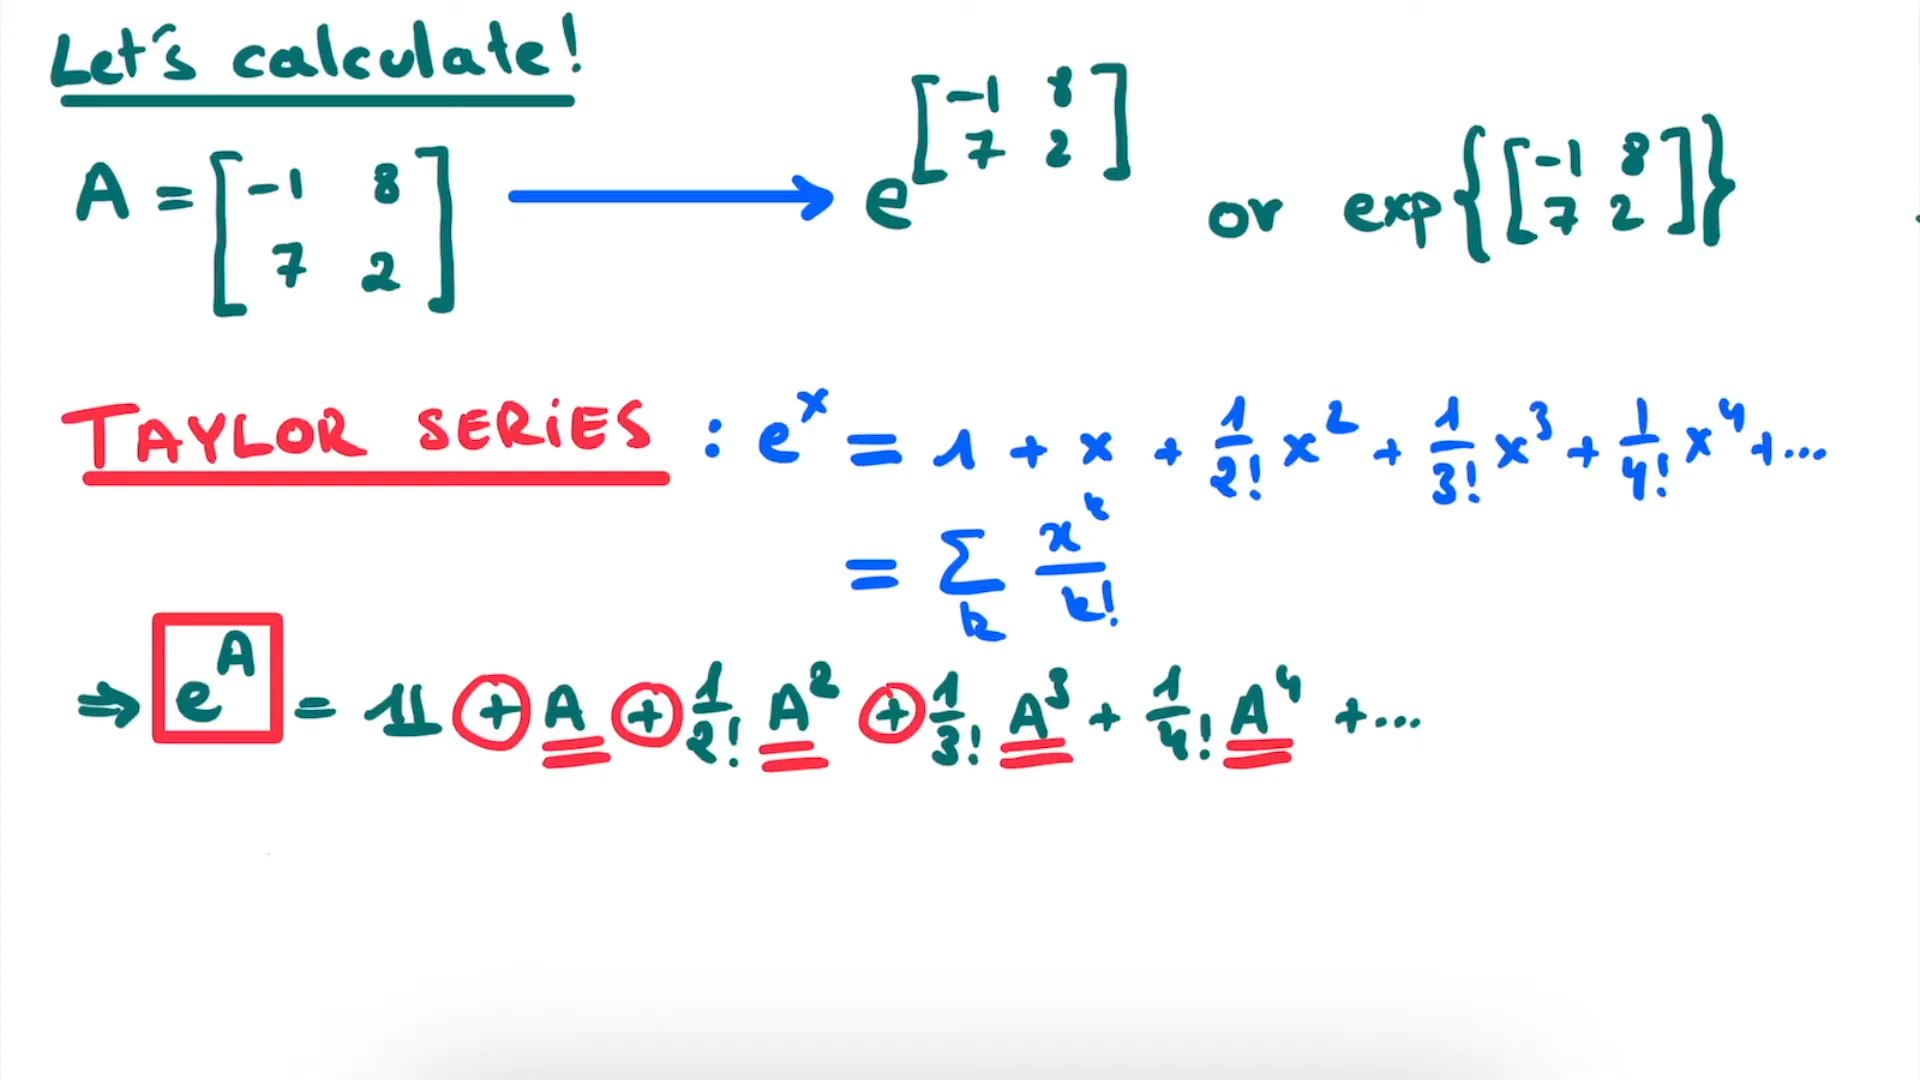 Let's calculate!
A = [ -1 8 7 2 ] → e^[ -1 8 7 2 ] or exp{[ -1 8 7 2 ]}
TAYLOR SERIES : e^x = 1 + x + 1/2! x^2 + 1/3! x^3 + 1/4! x^4 + ...
= Σ_k x^k/k!
⇒ e^A = 𝟙 + A + 1/2! A^2 + 1/3! A^3 + 1/4! A^4 + ...